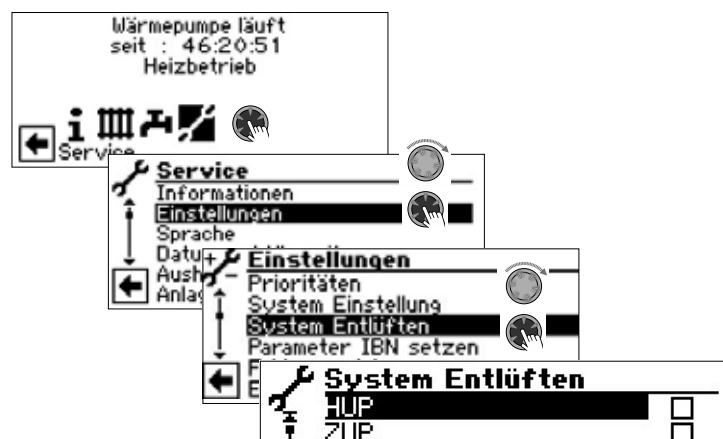 Wärmepumpe läuft
seit : 46:20:51
Heizbetrieb
Service
Service
Informationen
Einstellungen
Sprache
Einstellungen
Prioritäten
System Einstellung
System Entlüften
Parameter IBN setzen
System Entlüften
HUP
ZUP